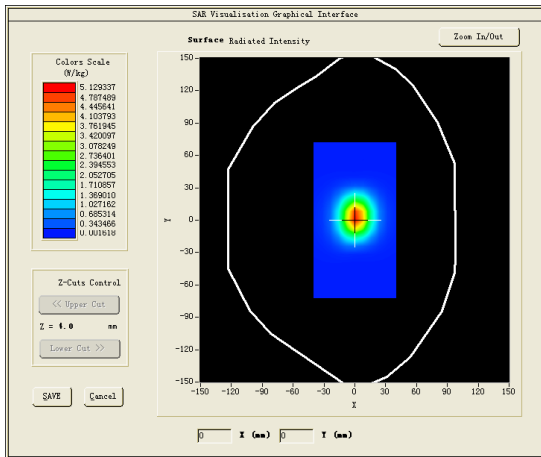 SAR Visualisation Graphical Interface
Surface Radiated Intensity
Zoom In/Out
Colors Scale
(W/kg)
5.129337
4.787489
4.445641
4.103793
3.761945
3.420097
3.078249
2.736401
2.394553
2.052705
1.710857
1.369010
1.027162
0.685314
0.343466
0.001618
Z-Cuts Control
<< Upper Cut
Z = 4.0 mm
Lower Cut >>
SAVE
Cancel
Y
150
120
90
60
30
0
-30
-60
-90
-120
-150
-150 -120 -90 -60 -30 0 30 60 90 120 150
X
0 X (mm) 0 Y (mm)